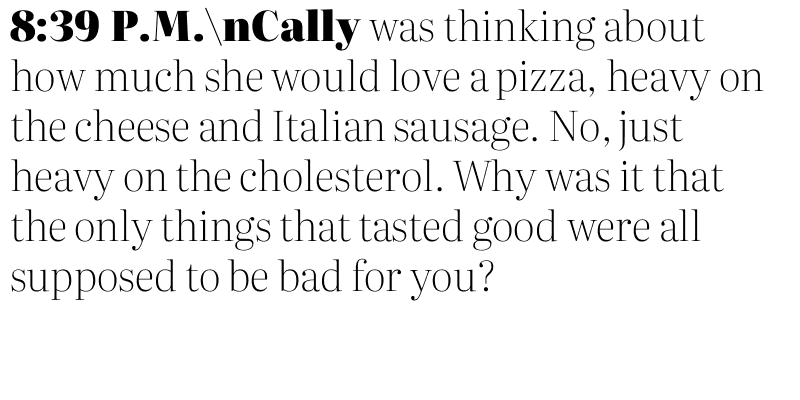 8:39 P.M.\nCally was thinking about
how much she would love a pizza, heavy on
the cheese and Italian sausage. No, just
heavy on the cholesterol. Why was it that
the only things that tasted good were all
supposed to be bad for you?